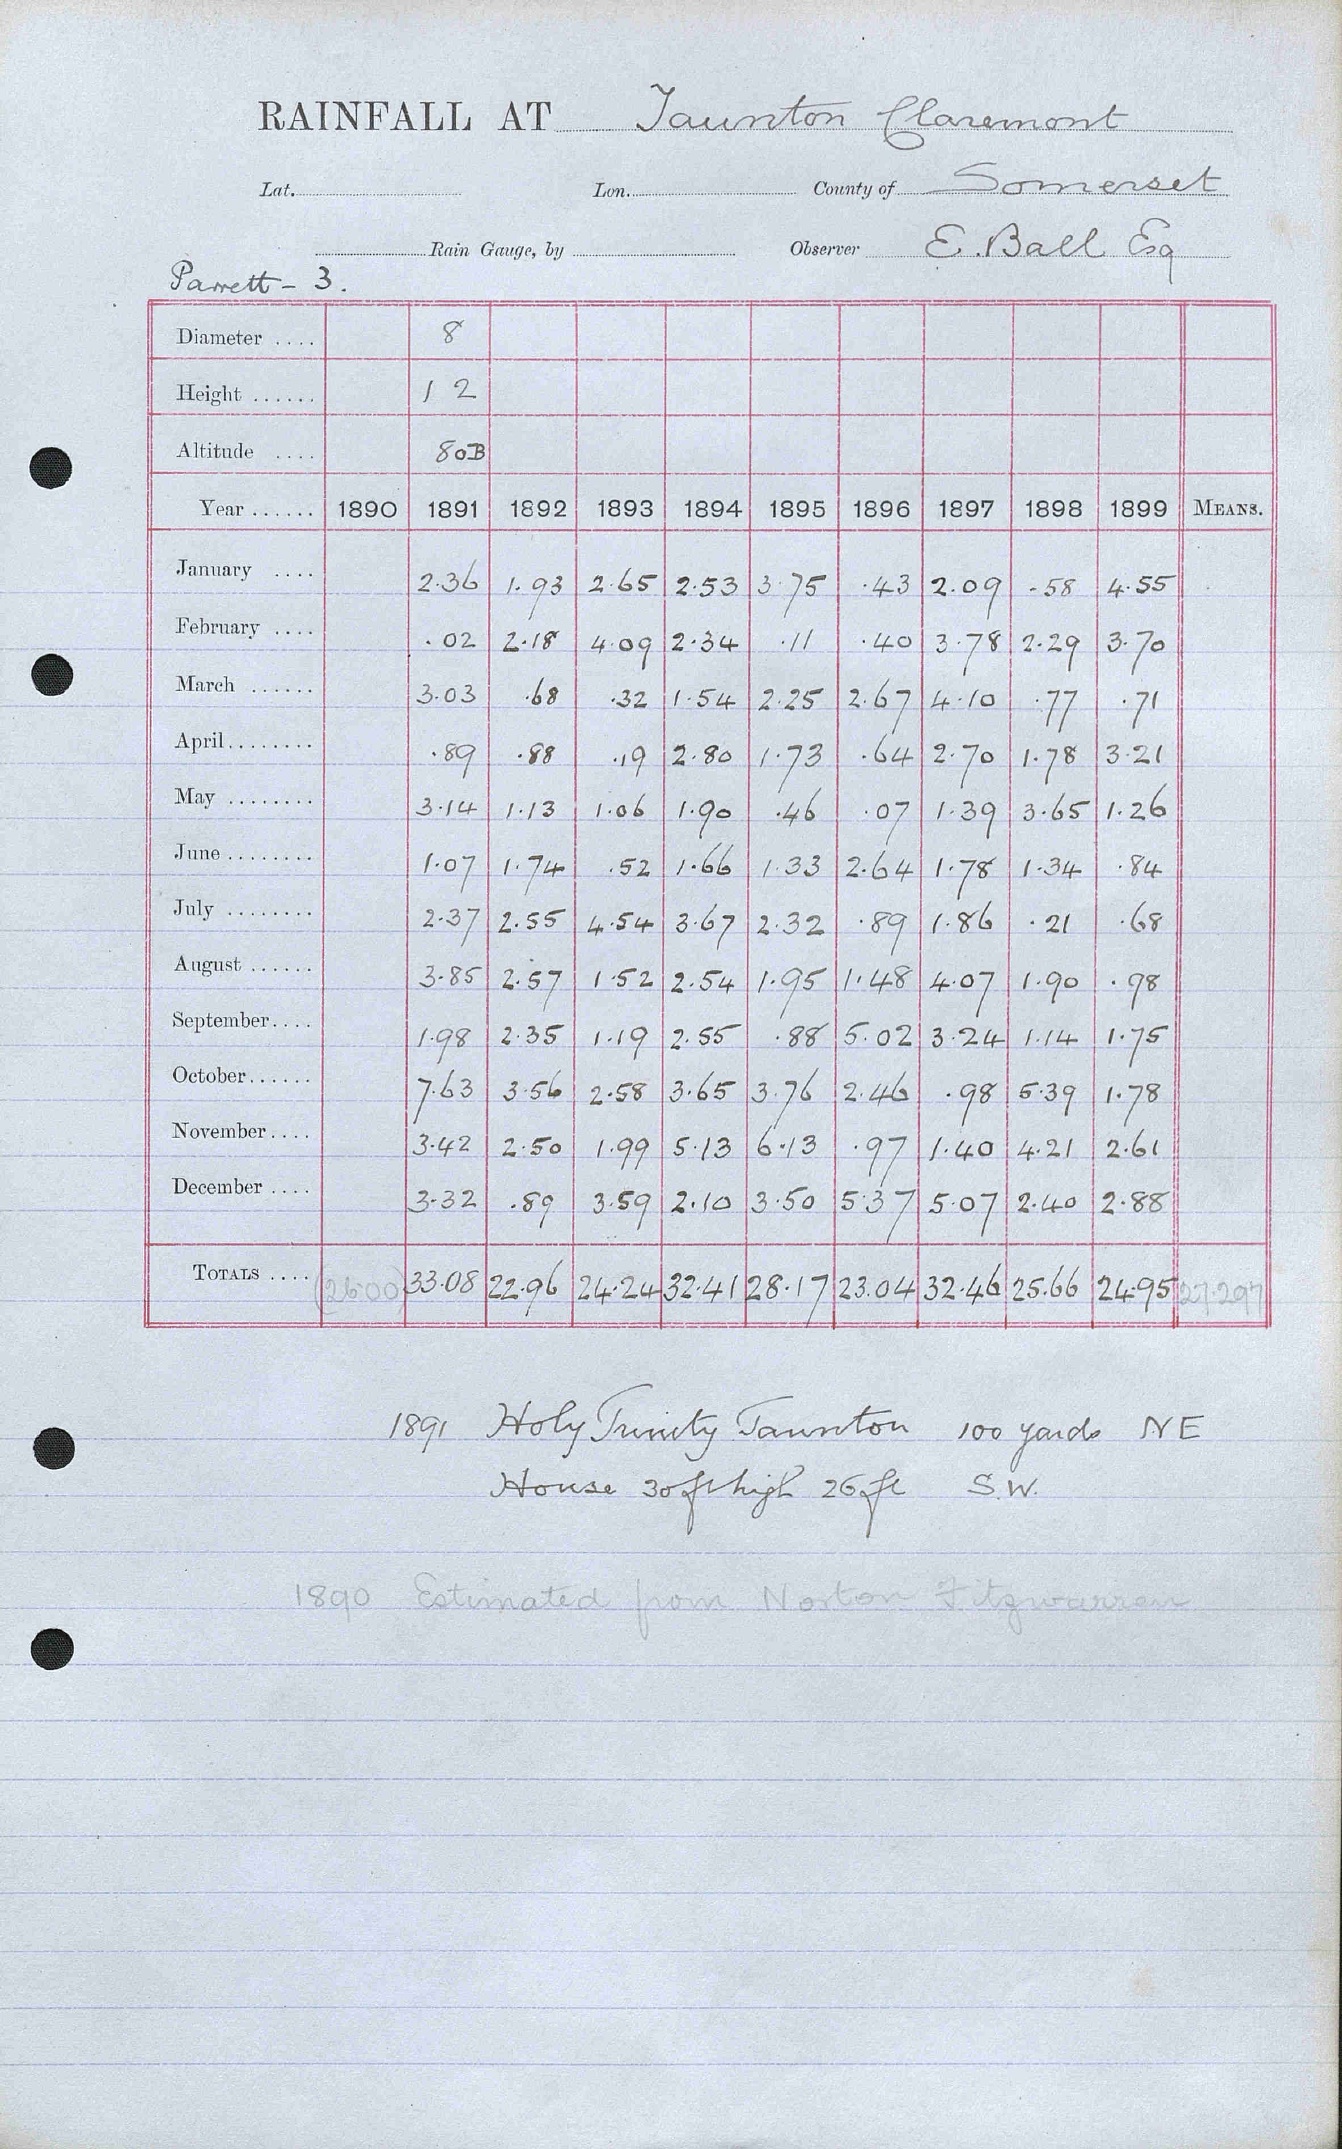 RAINFALL AT Taunton Claremont
Lat. Lon. County of Somerset
Rain Gauge, by Observer E. Ball Esq
Parrett - 3.
Diameter .... 8
Height ...... 1 2
Altitude .... 80B
Year ...... 1890 1891 1892 1893 1894 1895 1896 1897 1898 1899 MEANS.
January .... 2.36 1.93 2.65 2.53 3.75 .43 2.09 .58 4.55
February .... .02 2.18 4.09 2.34 .11 .40 3.78 2.29 3.70
March ...... 3.03 .68 .32 1.54 2.25 2.67 4.10 .77 .71
April........ .89 .88 .19 2.80 1.73 .64 2.70 1.78 3.21
May ........ 3.14 1.13 1.06 1.90 .46 .07 1.39 3.65 1.26
June ........ 1.07 1.74 .52 1.66 1.33 2.64 1.78 1.34 .84
July ........ 2.37 2.55 4.54 3.67 2.32 .89 1.86 .21 .68
August ...... 3.85 2.57 1.52 2.54 1.95 1.48 4.07 1.90 .98
September.... 1.98 2.35 1.19 2.55 .88 5.02 3.24 1.14 1.75
October...... 7.63 3.56 2.58 3.65 3.76 2.46 .98 5.39 1.78
November.... 3.42 2.50 1.99 5.13 6.13 .97 1.40 4.21 2.61
December .... 3.32 .89 3.59 2.10 3.50 5.37 5.07 2.40 2.88
TOTALS .... (26.00) 33.08 22.96 24.24 32.41 28.17 23.04 32.46 25.66 24.95 27.297
1891 Holy Trinity Taunton 100 yards NE
House 30ft high 26ft S.W.
1890 Estimated from Norton Fitzwarren